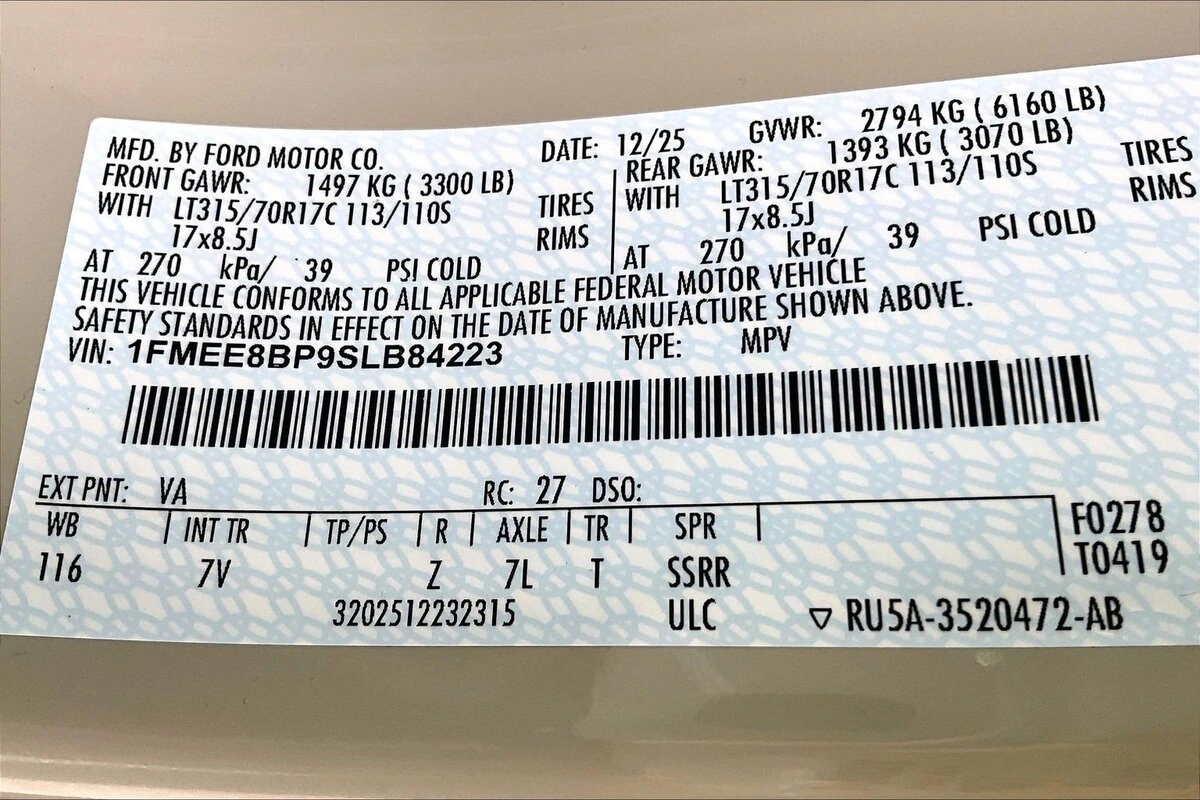 MFD. BY FORD MOTOR CO. DATE: 12/25 GVWR: 2794 KG ( 6160 LB)
FRONT GAWR: 1497 KG ( 3300 LB) REAR GAWR: 1393 KG ( 3070 LB)
WITH LT315/70R17C 113/110S TIRES WITH LT315/70R17C 113/110S TIRES
17x8.5J RIMS 17x8.5J RIMS
AT 270 kPa/ 39 PSI COLD AT 270 kPa/ 39 PSI COLD
THIS VEHICLE CONFORMS TO ALL APPLICABLE FEDERAL MOTOR VEHICLE
SAFETY STANDARDS IN EFFECT ON THE DATE OF MANUFACTURE SHOWN ABOVE.
VIN: 1FMEE8BP9SLB84223 TYPE: MPV
EXT PNT: VA RC: 27 DSO:
WB INT TR TP/PS R AXLE TR SPR F0278
116 7V Z 7L T SSRR T0419
3202512232315 ULC ▽ RU5A-3520472-AB